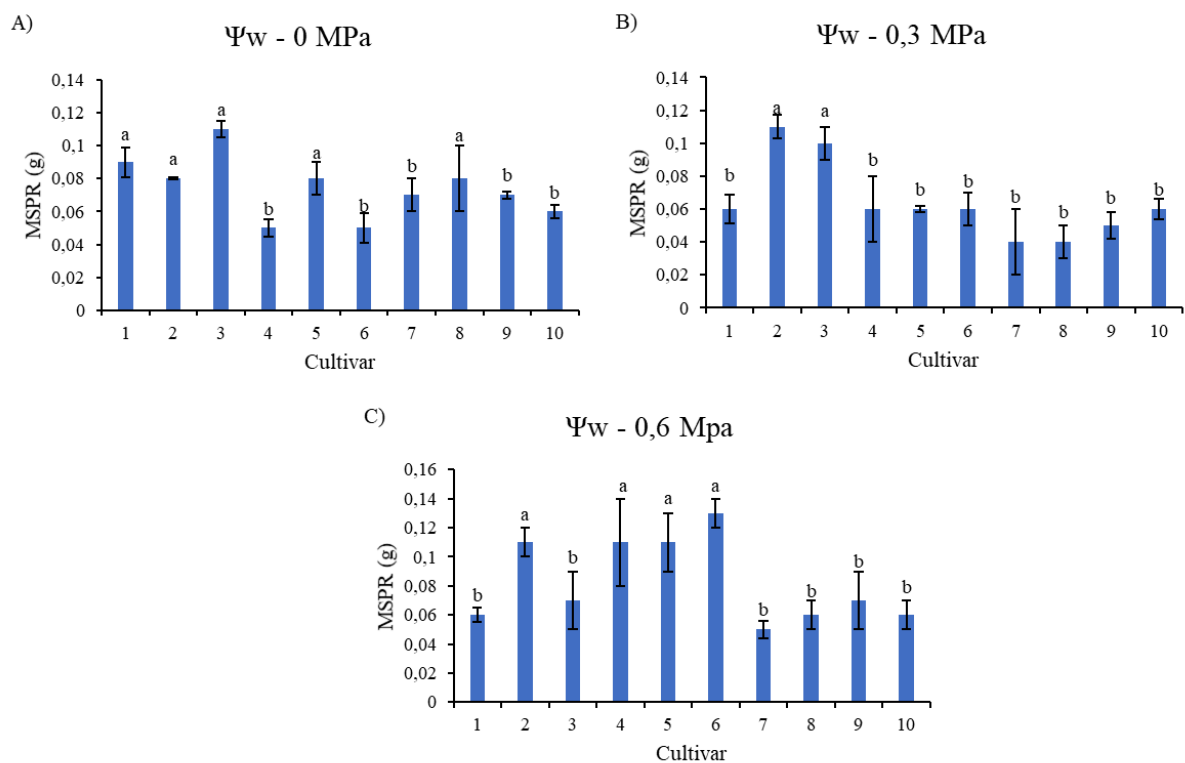 A)
Ψw - 0 MPa
0,14
0,12
0,1
0,08
0,06
0,04
0,02
0
MSPR (g)
a
a
a
b
a
b
b
a
b
b
1 2 3 4 5 6 7 8 9 10
Cultivar
B)
Ψw - 0,3 MPa
0,14
0,12
0,1
0,08
0,06
0,04
0,02
0
MSPR (g)
b
a
a
b
b
b
b
b
b
b
1 2 3 4 5 6 7 8 9 10
Cultivar
C)
Ψw - 0,6 Mpa
0,16
0,14
0,12
0,1
0,08
0,06
0,04
0,02
0
MSPR (g)
b
a
b
a
a
a
b
b
b
b
1 2 3 4 5 6 7 8 9 10
Cultivar